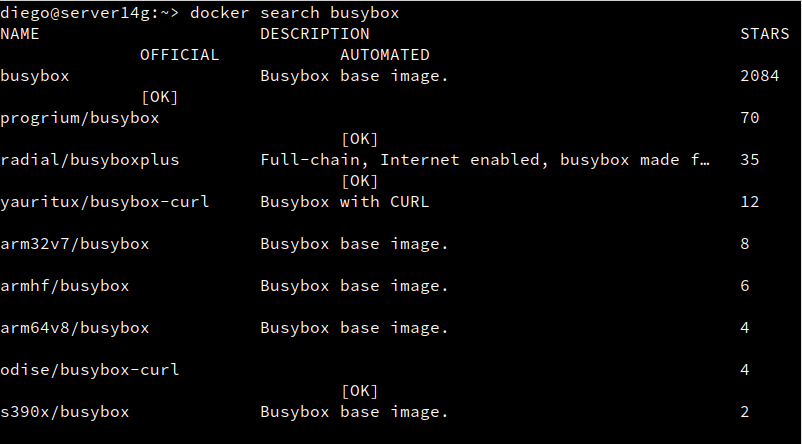 diego@server14g:~> docker search busybox
NAME                      DESCRIPTION                                     STARS
              OFFICIAL            AUTOMATED
busybox                   Busybox base image.                             2084
              [OK]
progrium/busybox                                                          70
                                  [OK]
radial/busyboxplus        Full-chain, Internet enabled, busybox made f…   35
                                  [OK]
yauritux/busybox-curl     Busybox with CURL                               12
arm32v7/busybox           Busybox base image.                             8
armhf/busybox             Busybox base image.                             6
arm64v8/busybox           Busybox base image.                             4
odise/busybox-curl                                                        4
                                  [OK]
s390x/busybox             Busybox base image.                             2